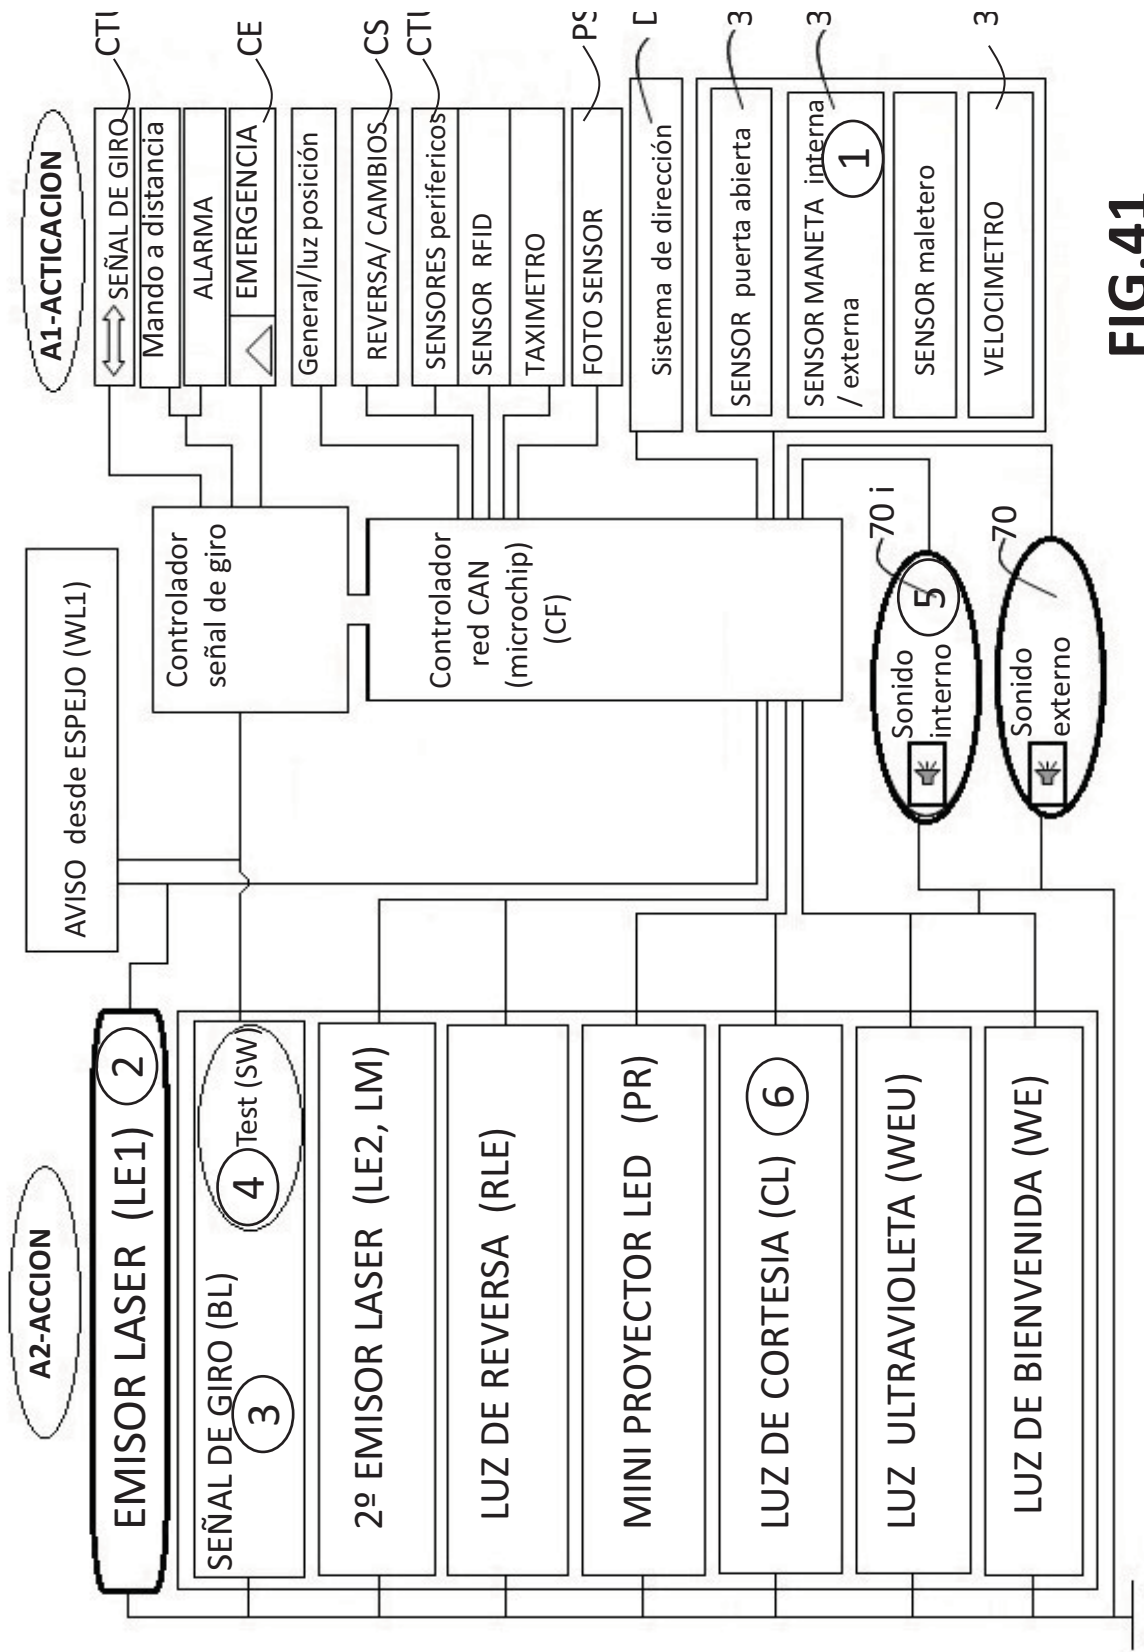 A2-ACCION
EMISOR LASER (LE1)
2
SEÑAL DE GIRO (BL)
3
4
Test (SW)
2º EMISOR LASER (LE2, LM)
LUZ DE REVERSA (RLE)
MINI PROYECTOR LED (PR)
LUZ DE CORTESIA (CL)
6
LUZ ULTRAVIOLETA (WEU)
LUZ DE BIENVENIDA (WE)
AVISO desde ESPEJO (WL1)
Controlador
señal de giro
Controlador
red CAN
(microchip)
(CF)
Sonido
interno
5
70 i
Sonido
externo
70
A1-ACTICACION
SEÑAL DE GIRO
Mando a distancia
ALARMA
EMERGENCIA
General/luz posición
REVERSA/ CAMBIOS
SENSORES perifericos
SENSOR RFID
TAXIMETRO
FOTO SENSOR
Sistema de dirección
SENSOR puerta abierta
SENSOR MANETA interna
/ externa
1
SENSOR maletero
VELOCIMETRO
CE
CS
3
3
3
FIG.41